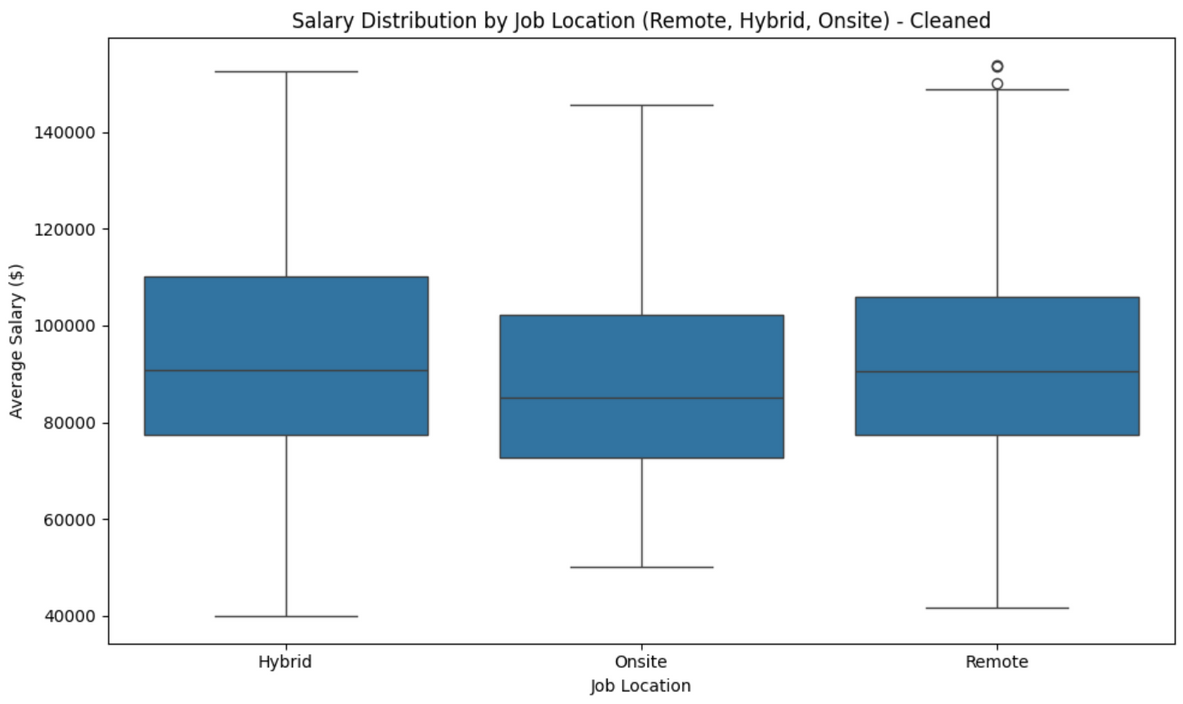 Salary Distribution by Job Location (Remote, Hybrid, Onsite) - Cleaned
Average Salary ($)
140000
120000
100000
80000
60000
40000
Hybrid Onsite Remote
Job Location